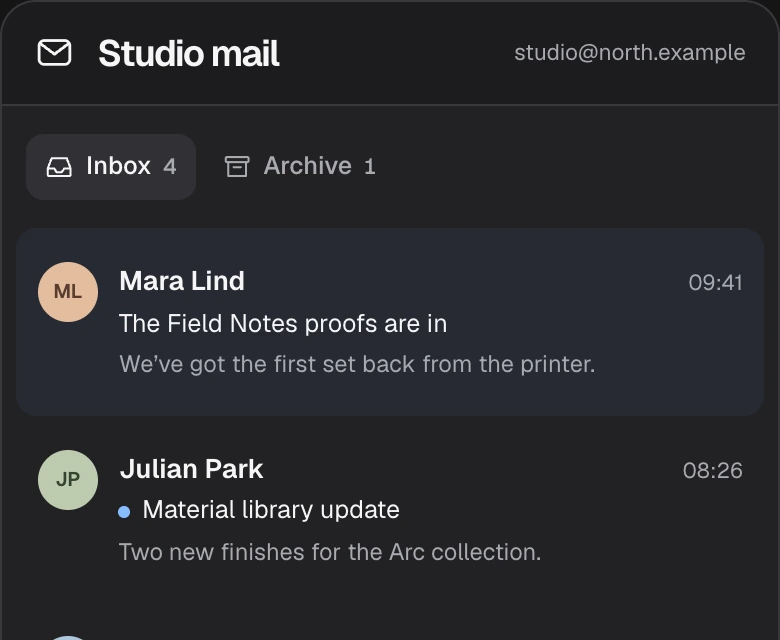 Studio mail
studio@north.example
Inbox 4
Archive 1
ML
Mara Lind
09:41
The Field Notes proofs are in
We’ve got the first set back from the printer.
JP
Julian Park
08:26
Material library update
Two new finishes for the Arc collection.